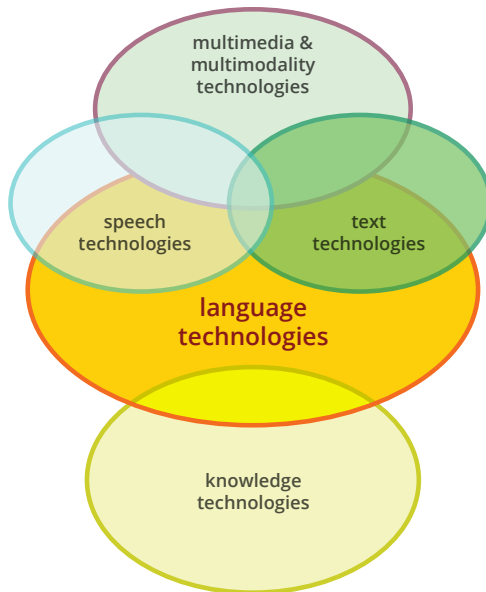 multimedia &
multimodality
technologies
speech
technologies
text
technologies
language
technologies
knowledge
technologies